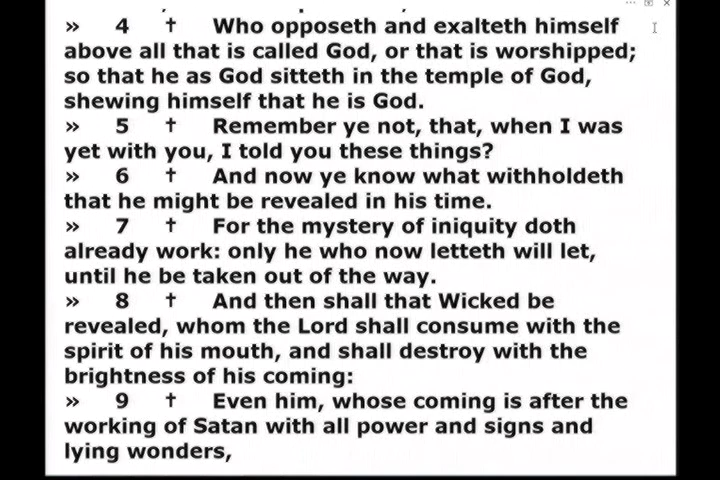 » 4 ✝ Who opposeth and exalteth himself
above all that is called God, or that is worshipped;
so that he as God sitteth in the temple of God,
shewing himself that he is God.
» 5 ✝ Remember ye not, that, when I was
yet with you, I told you these things?
» 6 ✝ And now ye know what withholdeth
that he might be revealed in his time.
» 7 ✝ For the mystery of iniquity doth
already work: only he who now letteth will let,
until he be taken out of the way.
» 8 ✝ And then shall that Wicked be
revealed, whom the Lord shall consume with the
spirit of his mouth, and shall destroy with the
brightness of his coming:
» 9 ✝ Even him, whose coming is after the
working of Satan with all power and signs and
lying wonders,